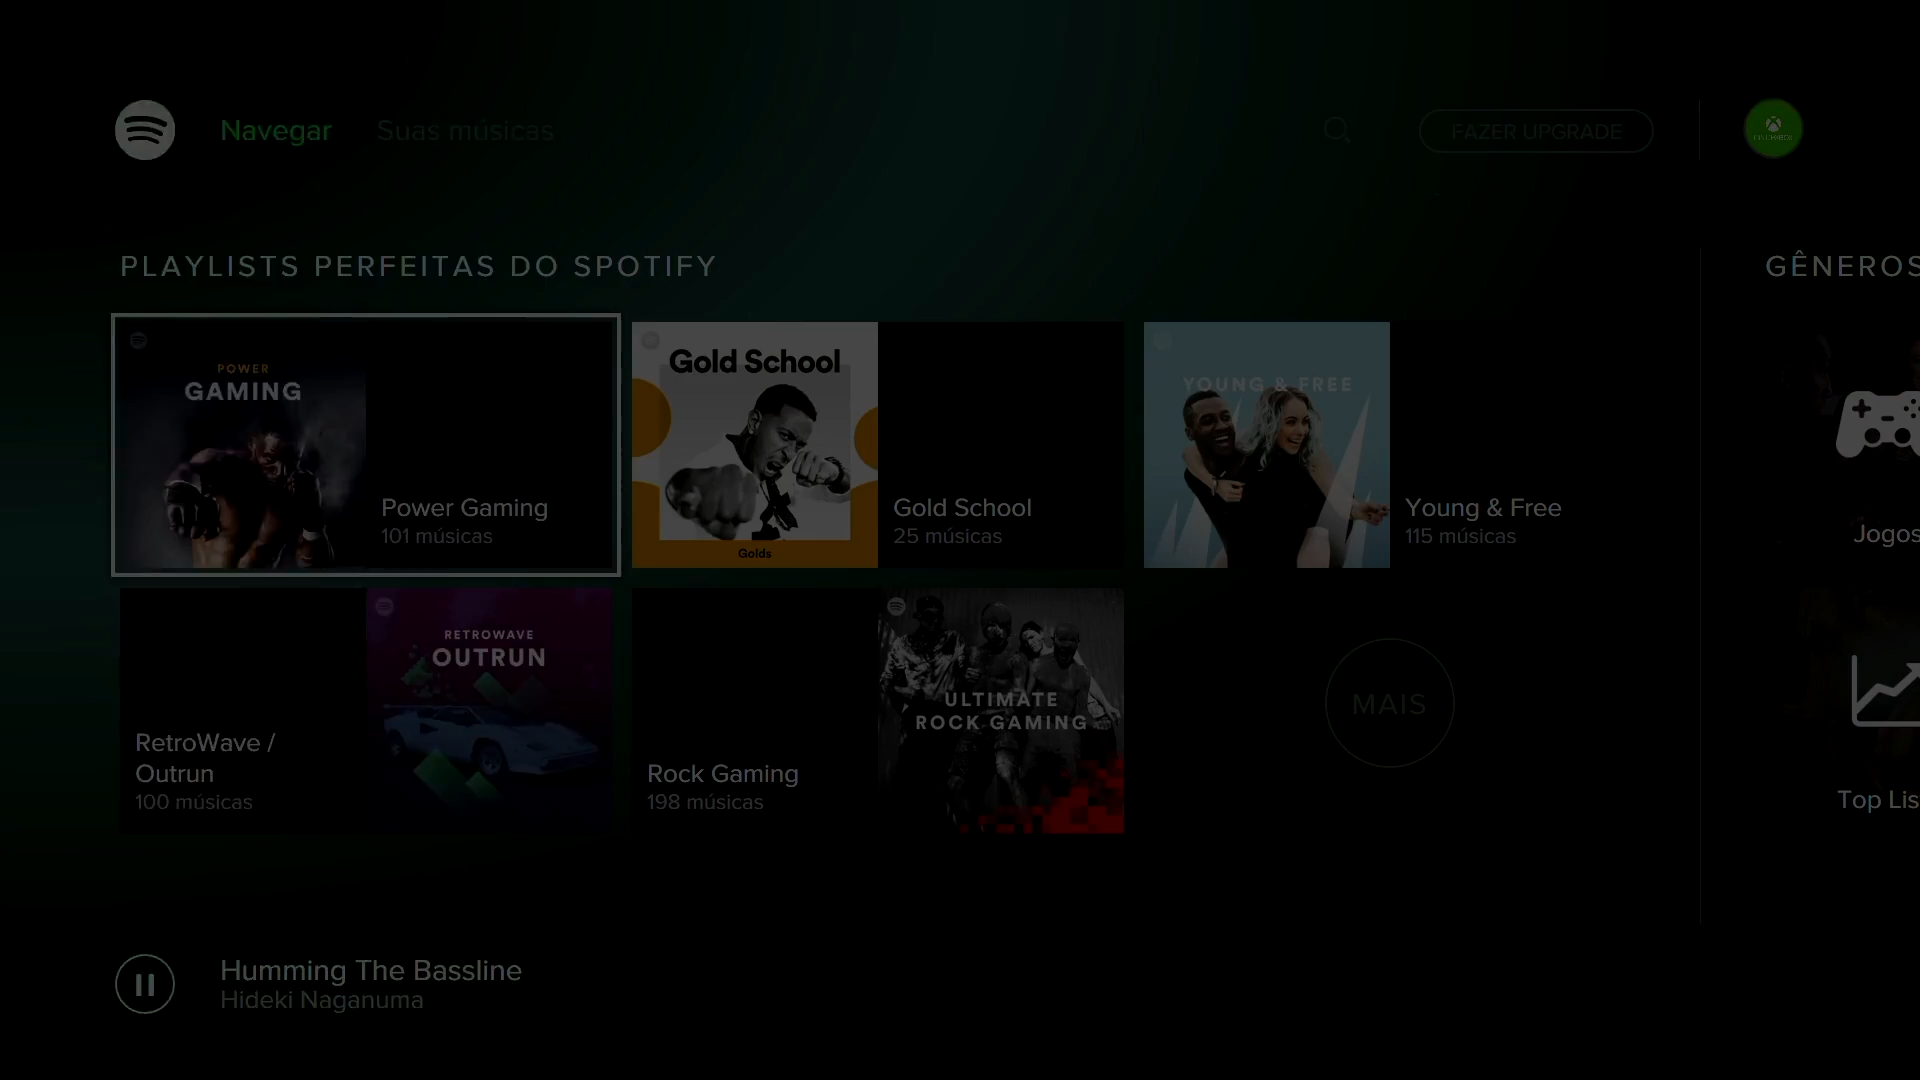 Navegar
Suas músicas
FAZER UPGRADE
PLAYLISTS PERFEITAS DO SPOTIFY
GÊNEROS
POWER
GAMING
Power Gaming
101 músicas
Gold School
Golds
Gold School
25 músicas
YOUNG & FREE
Young & Free
115 músicas
Jogos
RetroWave /
Outrun
100 músicas
RETROWAVE
OUTRUN
Rock Gaming
198 músicas
ULTIMATE
ROCK GAMING
MAIS
Top Lis
Humming The Bassline
Hideki Naganuma